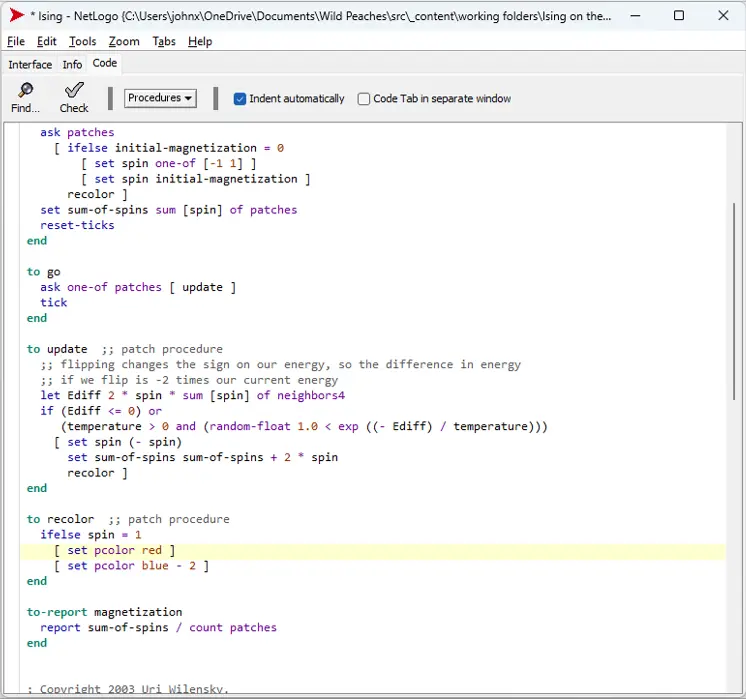 * Ising - NetLogo {C:\Users\johnx\OneDrive\Documents\Wild Peaches\src\_content\working folders\Ising on the...
File Edit Tools Zoom Tabs Help
Interface Info Code
Find... Check Procedures Indent automatically Code Tab in separate window
ask patches
[ ifelse initial-magnetization = 0
[ set spin one-of [-1 1] ]
[ set spin initial-magnetization ]
recolor ]
set sum-of-spins sum [spin] of patches
reset-ticks
end
to go
ask one-of patches [ update ]
tick
end
to update ;; patch procedure
;; flipping changes the sign on our energy, so the difference in energy
;; if we flip is -2 times our current energy
let Ediff 2 * spin * sum [spin] of neighbors4
if (Ediff <= 0) or
(temperature > 0 and (random-float 1.0 < exp ((- Ediff) / temperature)))
[ set spin (- spin)
set sum-of-spins sum-of-spins + 2 * spin
recolor ]
end
to recolor ;; patch procedure
ifelse spin = 1
[ set pcolor red ]
[ set pcolor blue - 2 ]
end
to-report magnetization
report sum-of-spins / count patches
end
; Copyright 2003 Uri Wilensky.